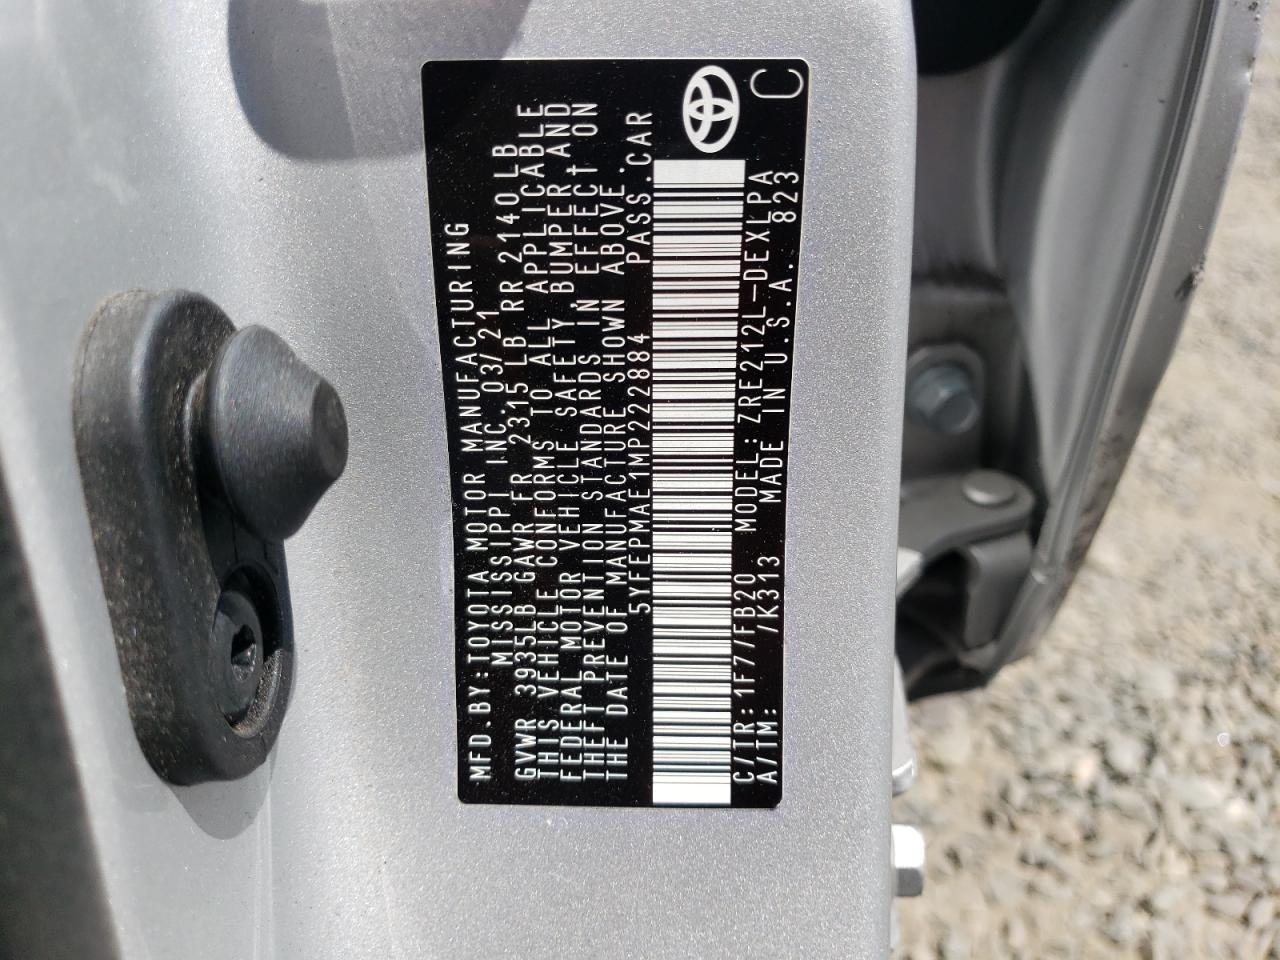 MFD.BY:TOYOTA MOTOR MANUFACTURING
MISSISSIPPI INC. 03/21
GVWR 3935LB GAWR FR 2315 LB RR 2140 LB
THIS VEHICLE CONFORMS TO ALL APPLICABLE
FEDERAL MOTOR VEHICLE SAFETY, BUMPER AND
THEFT PREVENTION STANDARDS IN EFFECT ON
THE DATE OF MANUFACTURE SHOWN ABOVE.
5YFEPMAE1MP222884 PASS.CAR
C/TR: 1F7/FB20 MODEL: ZRE212L-DEXLPA
A/TM: /K313 MADE IN U.S.A. 823
C